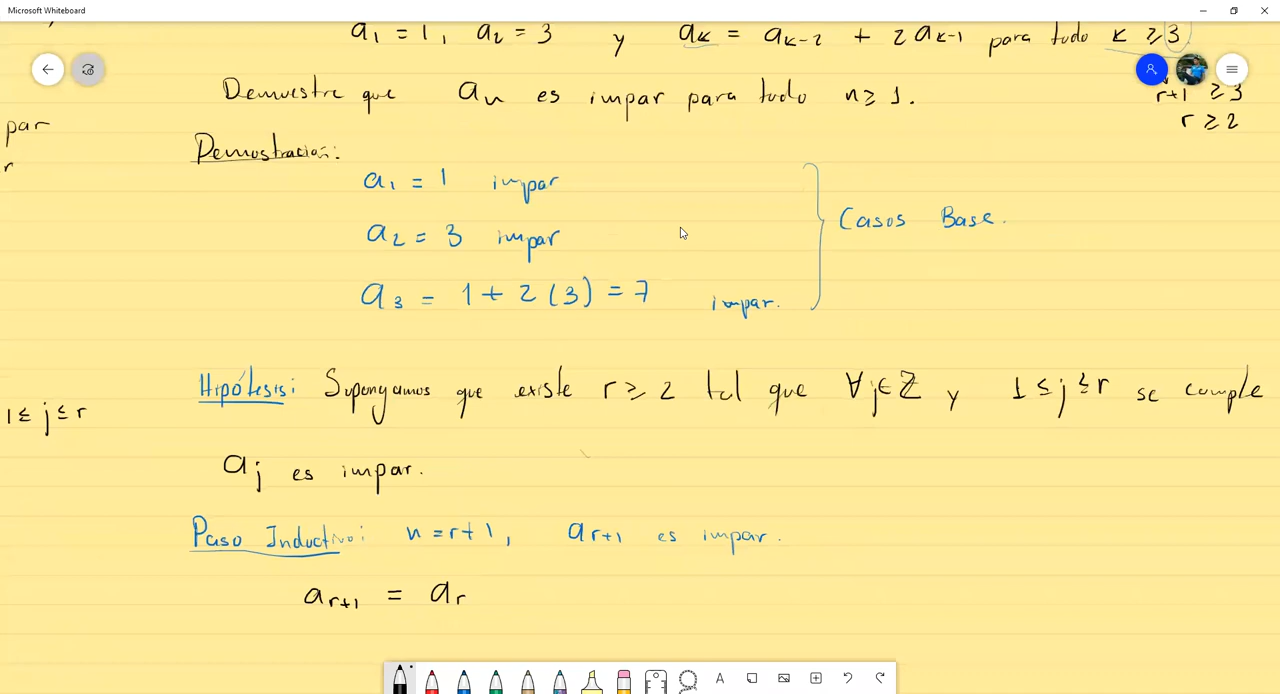 Microsoft Whiteboard
a₁ = 1, a₂ = 3 y aₖ = aₖ₋₂ + 2aₖ₋₁ para todo k ≥ 3
Demuestre que aₙ es impar para todo n ≥ 1.
r+1 ≥ 3
r ≥ 2
par
r
Demostración:
a₁ = 1 impar
a₂ = 3 impar
Casos Base.
a₃ = 1 + 2(3) = 7 impar.
Hipótesis: Supongamos que existe r ≥ 2 tal que ∀j∈ℤ y 1 ≤ j ≤ r se cumple
1 ≤ j ≤ r
aⱼ es impar.
Paso Inductivo: n = r+1, aᵣ₊₁ es impar.
aᵣ₊₁ = aᵣ
A